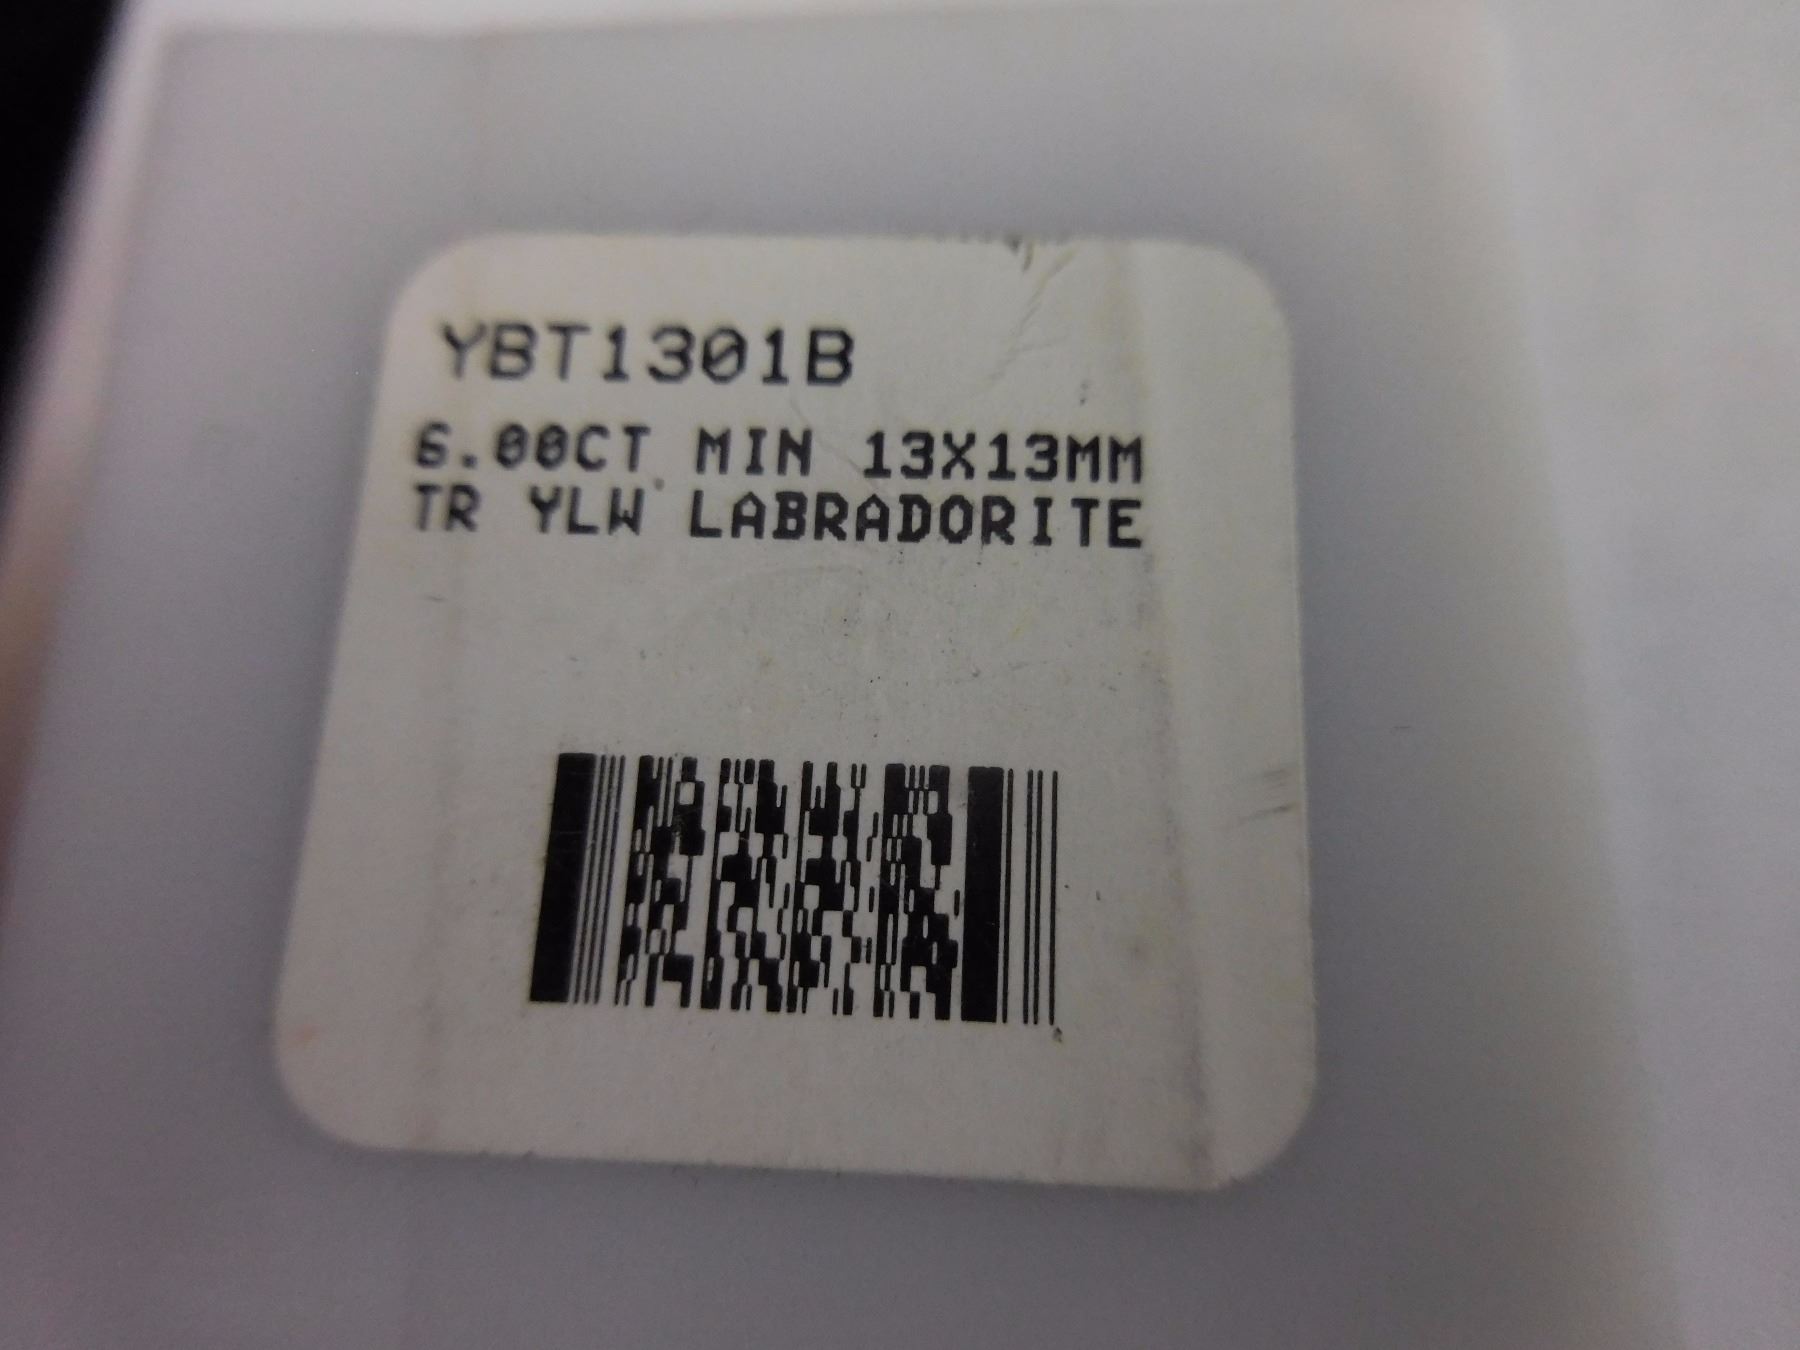 YBT1301B
6.00CT MIN 13X13MM
TR YLW LABRADORITE